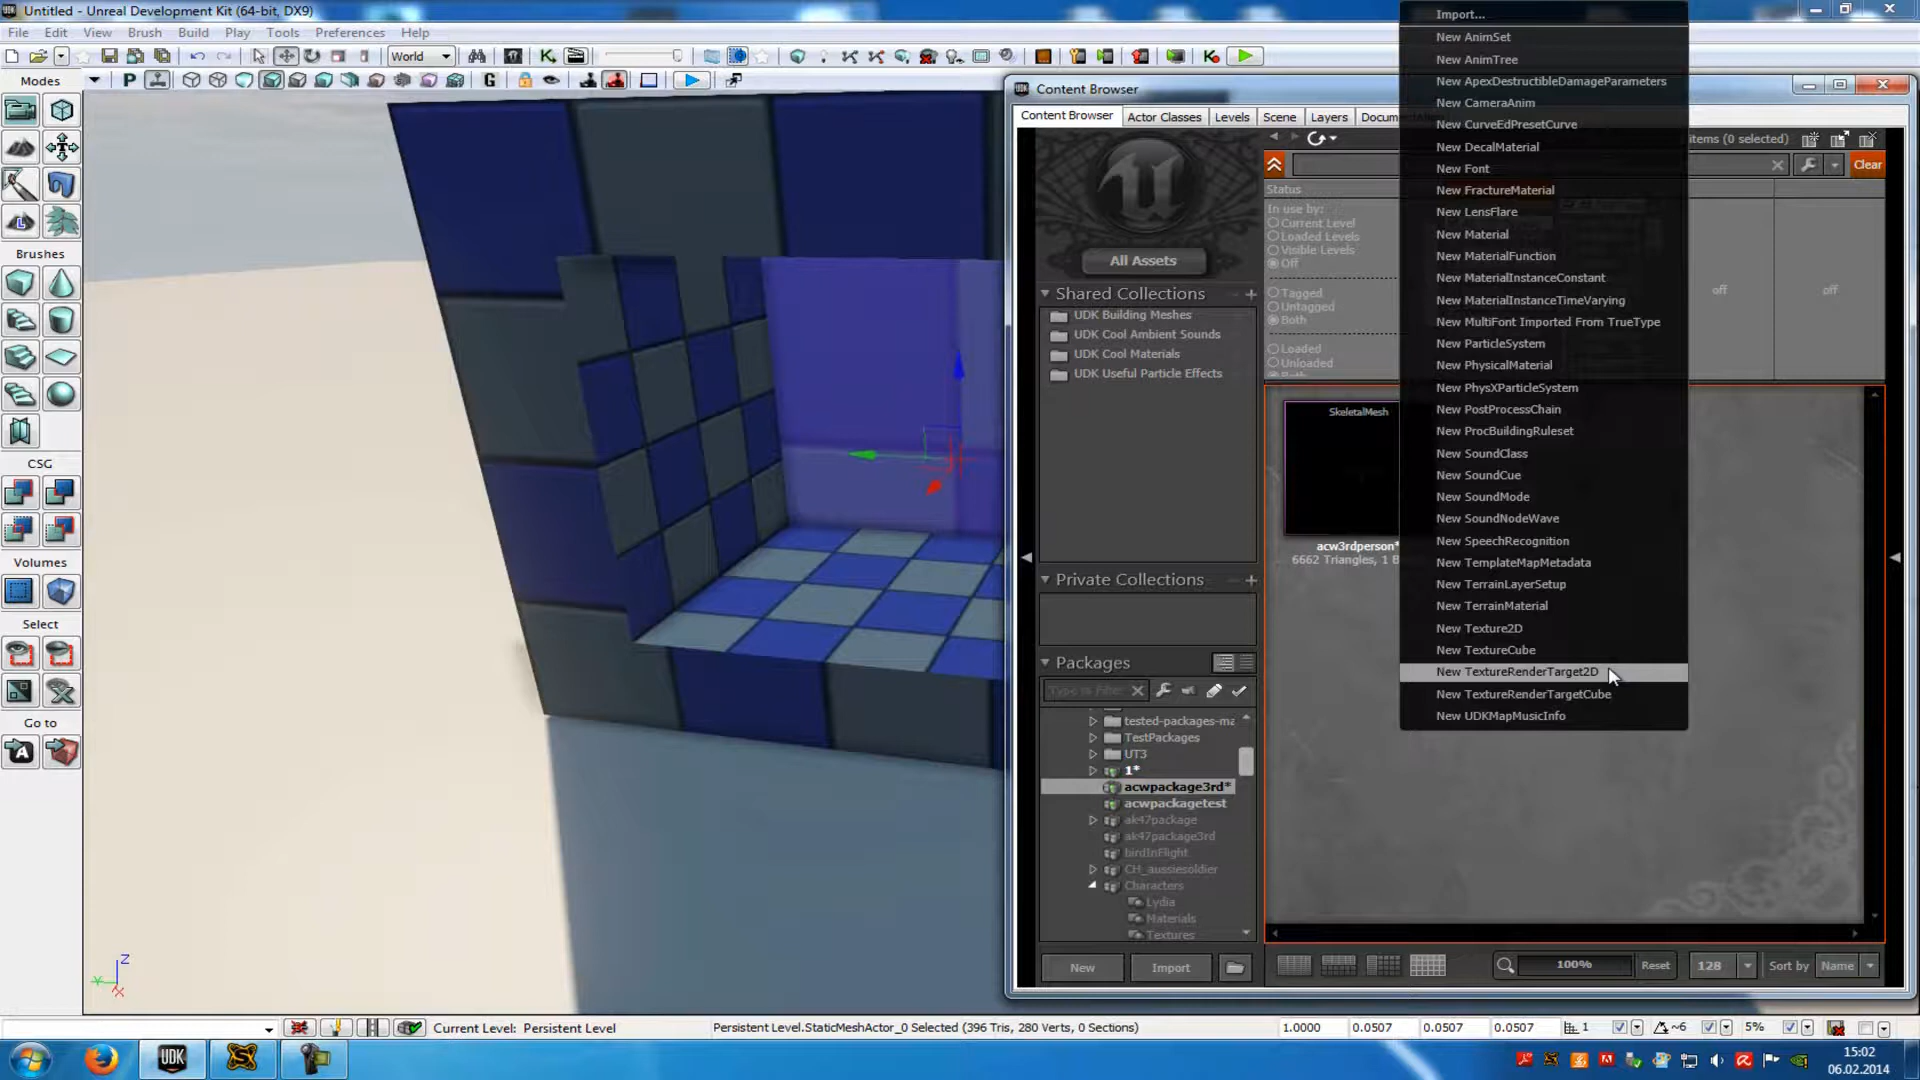 Untitled - Unreal Development Kit (64-bit, DX9)
File Edit View Brush Build Play Tools Preferences Help
World
Modes
Brushes
CSG
Volumes
Select
Go to
Content Browser
Content Browser Actor Classes Levels Scene Layers
items (0 selected)
Clear
Status
In use by:
Current Level
Loaded Levels
Visible Levels
Off
Tagged
Untagged
Both
Loaded
Unloaded
off off
All Assets
Shared Collections
UDK Building Meshes
UDK Cool Ambient Sounds
UDK Cool Materials
UDK Useful Particle Effects
Private Collections
Packages
Type to Filter
TestPackages
UT3
1*
acwpackage3rd*
acwpackagetest
ak47package
ak47package3rd
birdInFlight
CH_aussiesoldier
Characters
Lydia
Materials
Textures
New Import
SkeletalMesh
acw3rdperson*
6662 Triangles, 1
Import...
New AnimSet
New AnimTree
New ApexDestructibleDamageParameters
New CameraAnim
New CurveEdPresetCurve
New DecalMaterial
New Font
New FractureMaterial
New LensFlare
New Material
New MaterialFunction
New MaterialInstanceConstant
New MaterialInstanceTimeVarying
New MultiFont Imported From TrueType
New ParticleSystem
New PhysicalMaterial
New PhysXParticleSystem
New PostProcessChain
New ProcBuildingRuleset
New SoundClass
New SoundCue
New SoundMode
New SoundNodeWave
New SpeechRecognition
New TemplateMapMetadata
New TerrainLayerSetup
New TerrainMaterial
New Texture2D
New TextureCube
New TextureRenderTarget2D
New TextureRenderTargetCube
New UDKMapMusicInfo
100% Reset 128 Sort by Name
Z
Y
X
Current Level: Persistent Level
Persistent Level.StaticMeshActor_0 Selected (396 Tris, 280 Verts, 0 Sections)
1.0000 0.0507 0.0507 0.0507 1 ~6 5%
UDK
15:02
06.02.2014